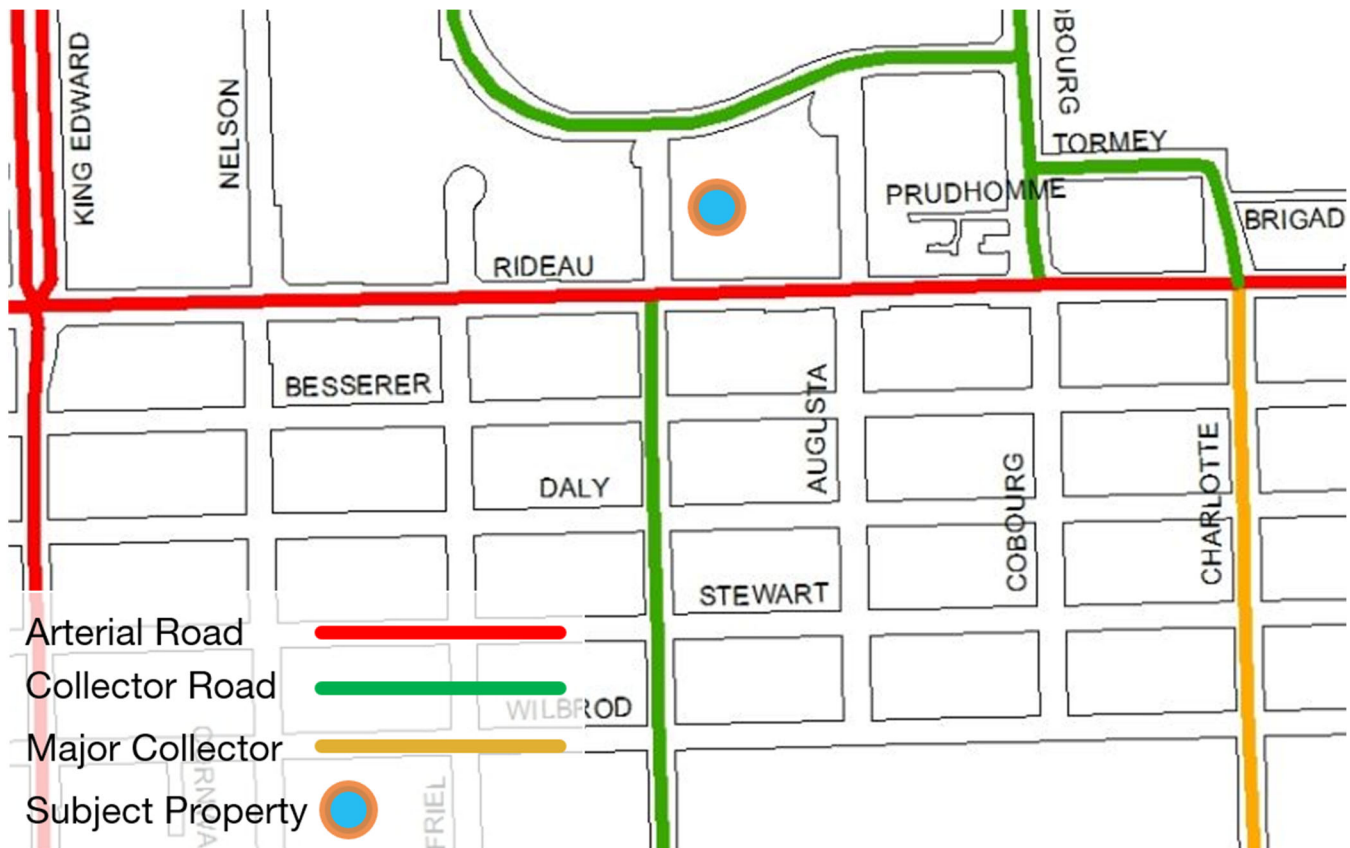 KING EDWARD
NELSON
OBOURG
TORMEY
PRUDHOMME
BRIGAD
RIDEAU
BESSERER
AUGUSTA
DALY
COBOURG
CHARLOTTE
STEWART
WILBROD
CORNWA
FRIEL
Arterial Road
Collector Road
Major Collector
Subject Property